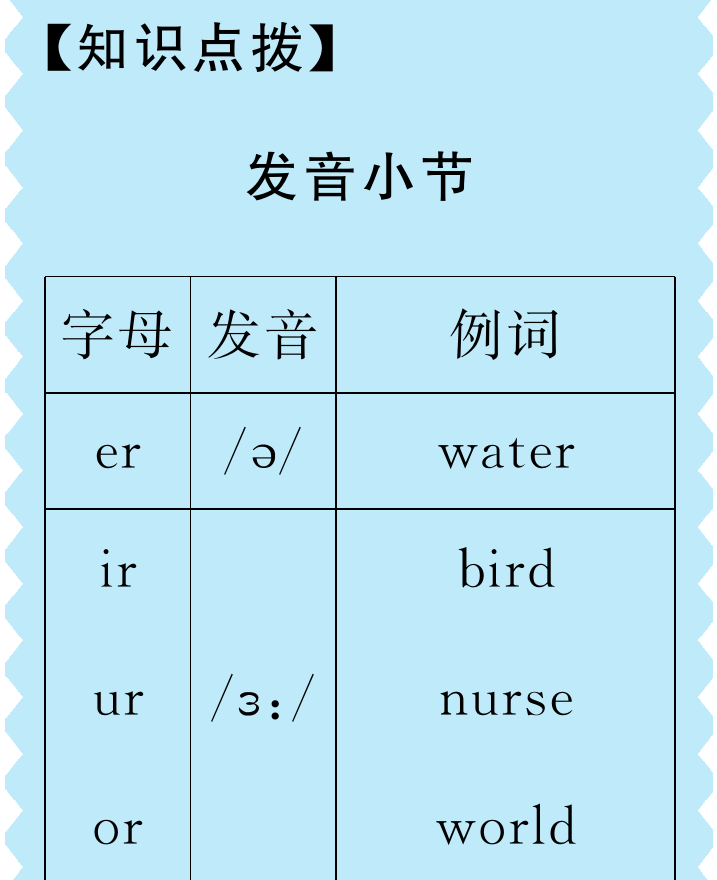 【知识点拨】
发音小节
字母 发音 例词
er /ə/ water
ir bird
ur /ɜː/ nurse
or world